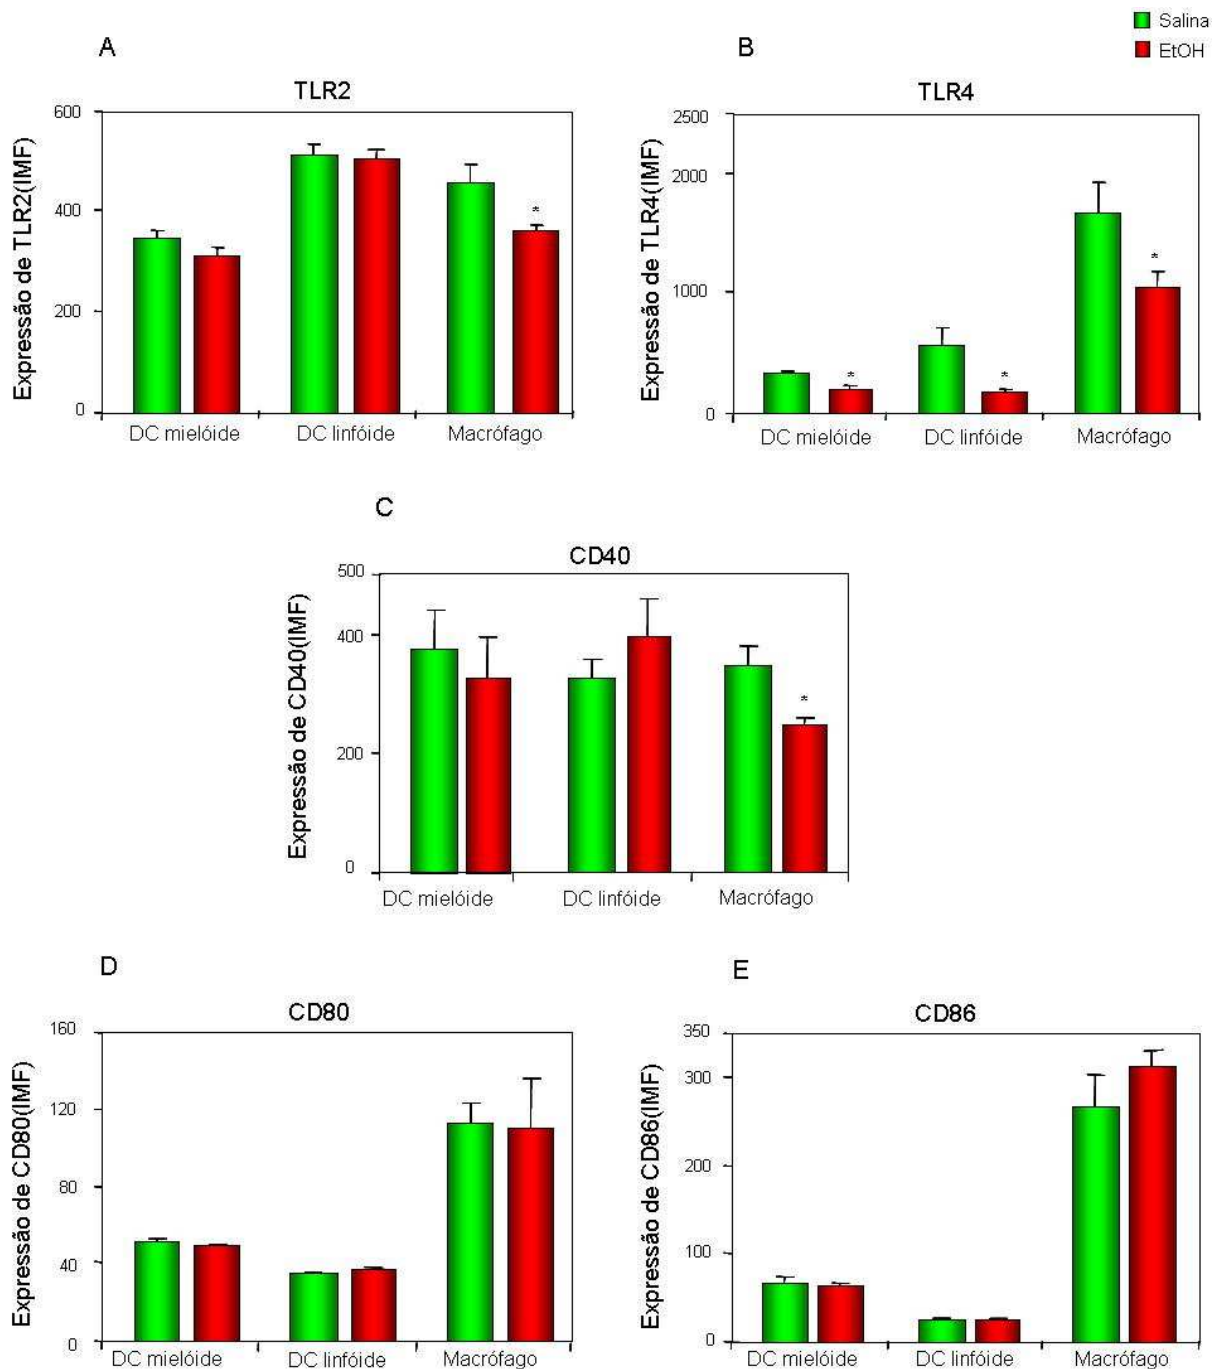 Salina
EtOH
A
TLR2
Expressão de TLR2(IMF)
600
400
200
0
DC mielóide
DC linfóide
Macrófago
*
B
TLR4
Expressão de TLR4(IMF)
2500
2000
1000
0
DC mielóide
DC linfóide
Macrófago
*
*
*
C
CD40
Expressão de CD40(IMF)
500
400
200
0
DC mielóide
DC linfóide
Macrófago
*
D
CD80
Expressão de CD80(IMF)
160
120
80
40
0
DC mielóide
DC linfóide
Macrófago
E
CD86
Expressão de CD86(IMF)
350
300
200
100
0
DC mielóide
DC linfóide
Macrófago